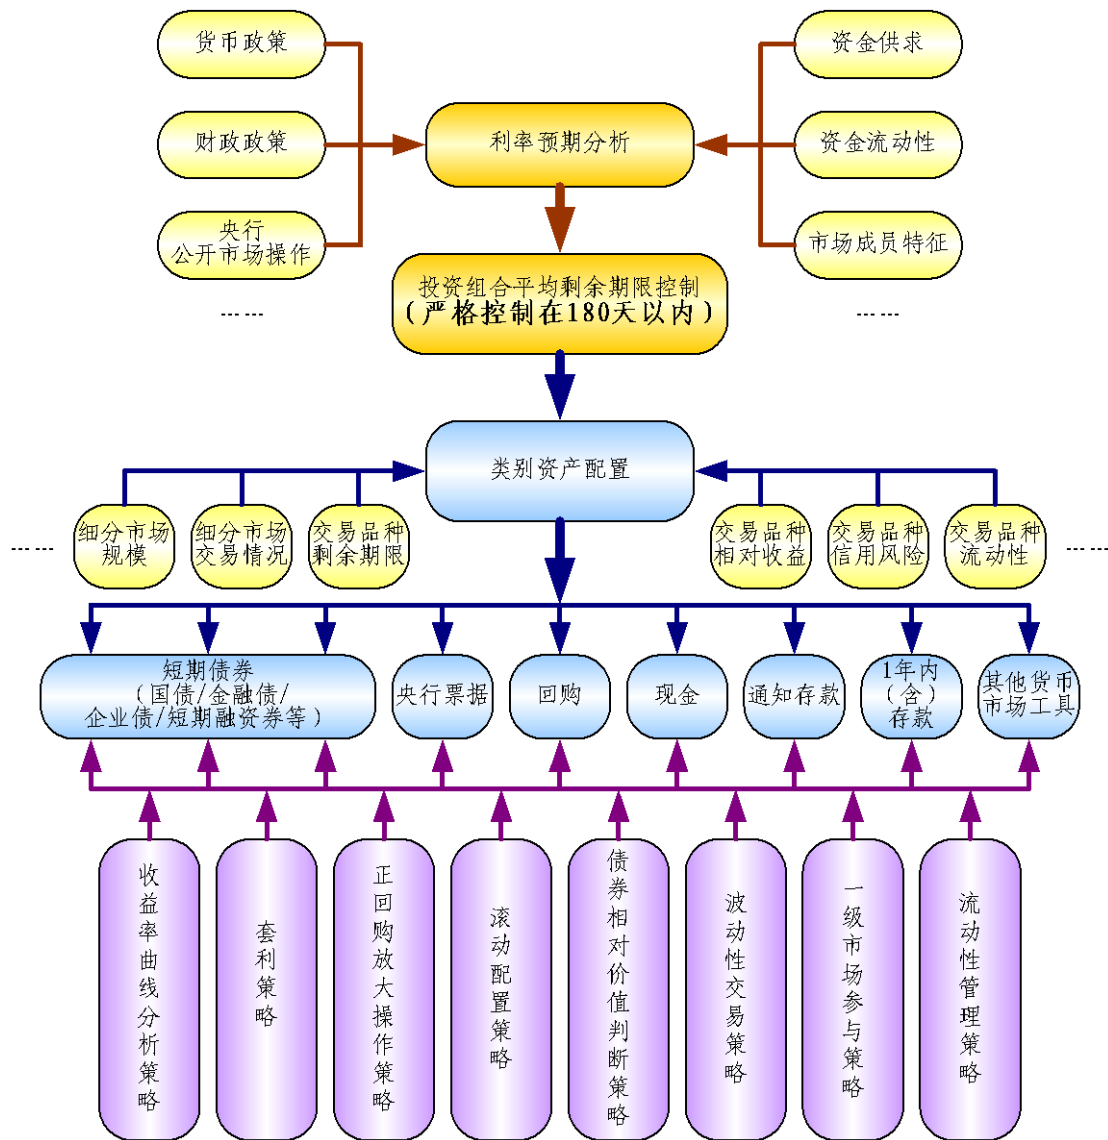 货币政策
资金供求
财政政策
利率预期分析
资金流动性
央行
公开市场操作
市场成员特征
投资组合平均剩余期限控制
（严格控制在180天以内）
……
……
类别资产配置
细分市场
规模
细分市场
交易情况
交易品种
剩余期限
交易品种
相对收益
交易品种
信用风险
交易品种
流动性
……
……
短期债券
（国债/金融债/
企业债/短期融资券等）
央行票据
回购
现金
通知存款
1年内
（含）
存款
其他货币
市场工具
收益率曲线分析策略
套利策略
正回购放大操作策略
滚动配置策略
债券相对价值判断策略
波动性交易策略
一级市场参与策略
流动性管理策略